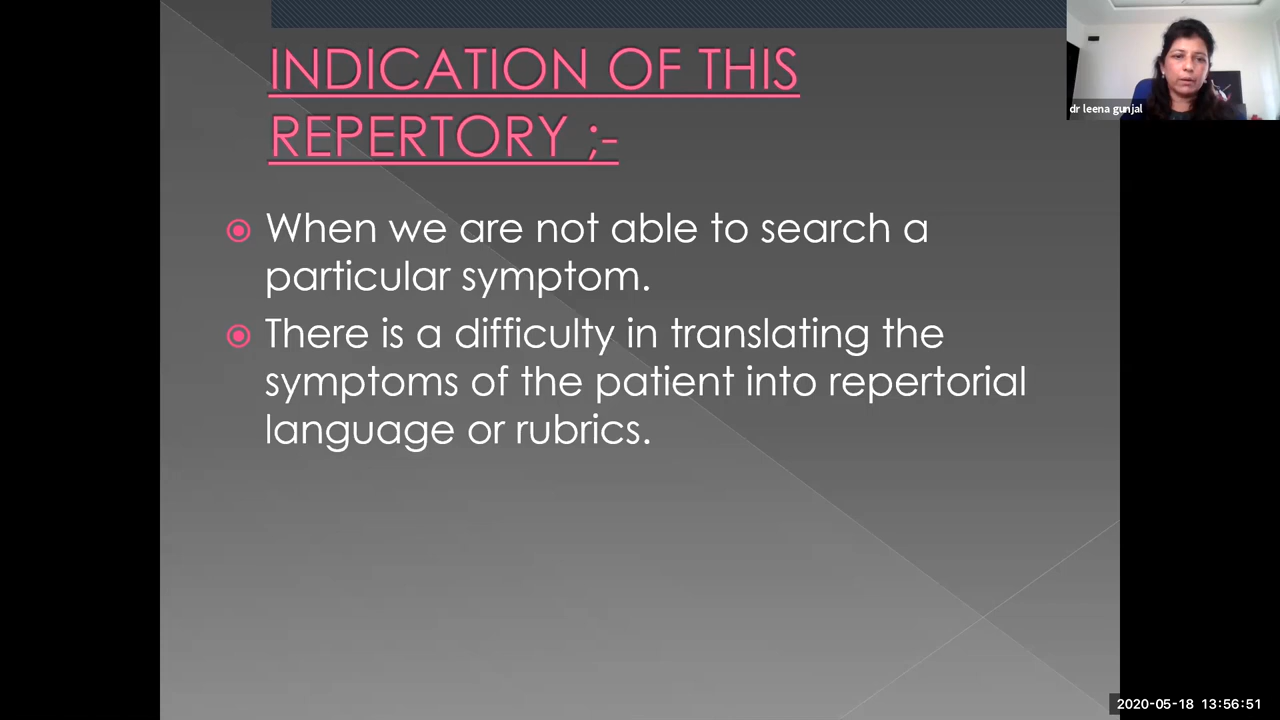 INDICATION OF THIS
REPERTORY ;-
dr leena gunjal
When we are not able to search a
particular symptom.
There is a difficulty in translating the
symptoms of the patient into repertorial
language or rubrics.
2020-05-18 13:56:51